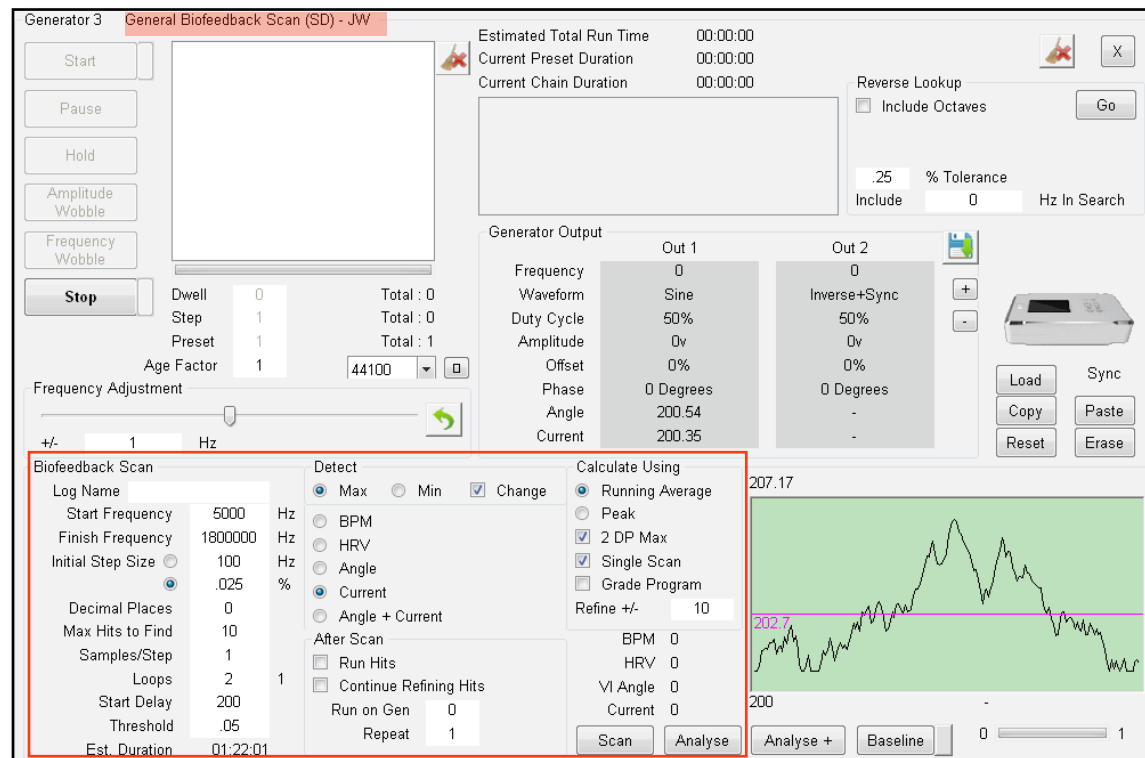 Generator 3 General Biofeedback Scan (SD) - JW
Start
Pause
Hold
Amplitude
Wobble
Frequency
Wobble
Stop
Dwell 0 Total : 0
Step 1 Total : 0
Preset 1 Total : 1
Age Factor 1 44100
Frequency Adjustment
+/- 1 Hz
Estimated Total Run Time 00:00:00
Current Preset Duration 00:00:00
Current Chain Duration 00:00:00
X
Reverse Lookup
Include Octaves Go
.25 % Tolerance
Include 0 Hz In Search
Generator Output
Out 1 Out 2
Frequency 0 0
Waveform Sine Inverse+Sync
Duty Cycle 50% 50%
Amplitude 0v 0v
Offset 0% 0%
Phase 0 Degrees 0 Degrees
Angle 200.54 -
Current 200.35 -
+
-
Load Sync
Copy Paste
Reset Erase
Biofeedback Scan
Log Name
Start Frequency 5000 Hz
Finish Frequency 1800000 Hz
Initial Step Size 100 Hz
.025 %
Decimal Places 0
Max Hits to Find 10
Samples/Step 1
Loops 2 1
Start Delay 200
Threshold .05
Est. Duration 01:22:01
Detect
Max Min Change
BPM
HRV
Angle
Current
Angle + Current
After Scan
Run Hits
Continue Refining Hits
Run on Gen 0
Repeat 1
Calculate Using
Running Average
Peak
2 DP Max
Single Scan
Grade Program
Refine +/- 10
BPM 0
HRV 0
VI Angle 0
Current 0
Scan Analyse
207.17
202.7
200 -
Analyse + Baseline 0 1